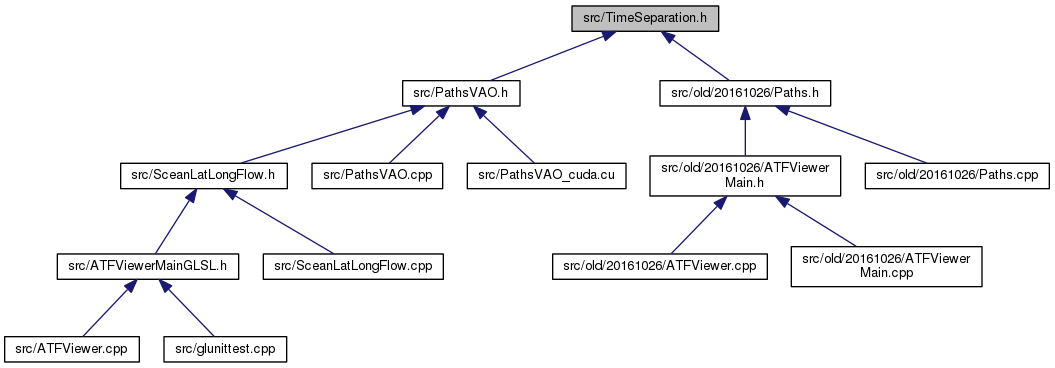 src/TimeSeparation.h
src/PathsVAO.h
src/old/20161026/Paths.h
src/SceanLatLongFlow.h
src/PathsVAO.cpp
src/PathsVAO_cuda.cu
src/old/20161026/ATFViewer
Main.h
src/old/20161026/Paths.cpp
src/ATFViewerMainGLSL.h
src/SceanLatLongFlow.cpp
src/old/20161026/ATFViewer.cpp
src/old/20161026/ATFViewer
Main.cpp
src/ATFViewer.cpp
src/glunittest.cpp